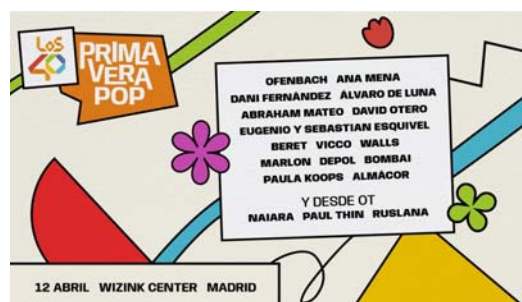 LOS
40
PRIMA
VERA
POP
OFENBACH ANA MENA
DANI FERNÁNDEZ ÁLVARO DE LUNA
ABRAHAM MATEO DAVID OTERO
EUGENIO Y SEBASTIAN ESQUIVEL
BERET VICCO WALLS
MARLON DEPOL BOMBAI
PAULA KOOPS ALMÁCOR
Y DESDE OT
NAIARA PAUL THIN RUSLANA
12 ABRIL WIZINK CENTER MADRID